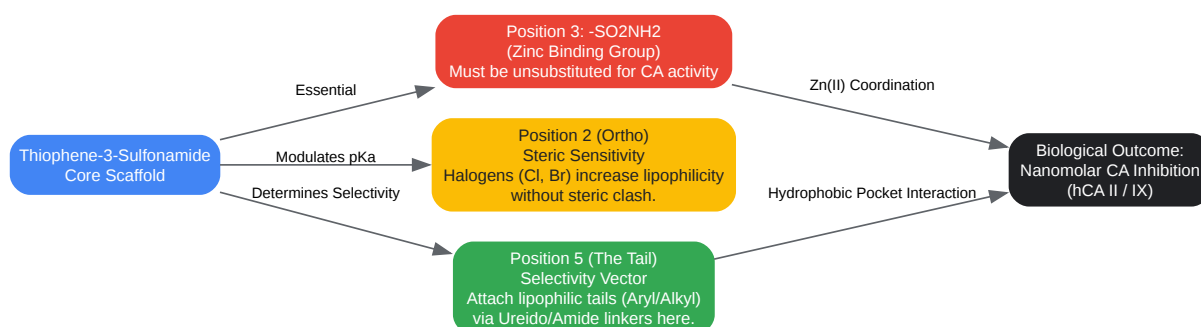 Thiophene-3-Sulfonamide
Core Scaffold
Essential
Modulates pKa
Determines Selectivity
Position 3: -SO2NH2
(Zinc Binding Group)
Must be unsubstituted for CA activity
Position 2 (Ortho)
Steric Sensitivity
Halogens (Cl, Br) increase lipophilicity
without steric clash.
Position 5 (The Tail)
Selectivity Vector
Attach lipophilic tails (Aryl/Alkyl)
via Ureido/Amide linkers here.
Zn(II) Coordination
Hydrophobic Pocket Interaction
Biological Outcome:
Nanomolar CA Inhibition
(hCA II / IX)